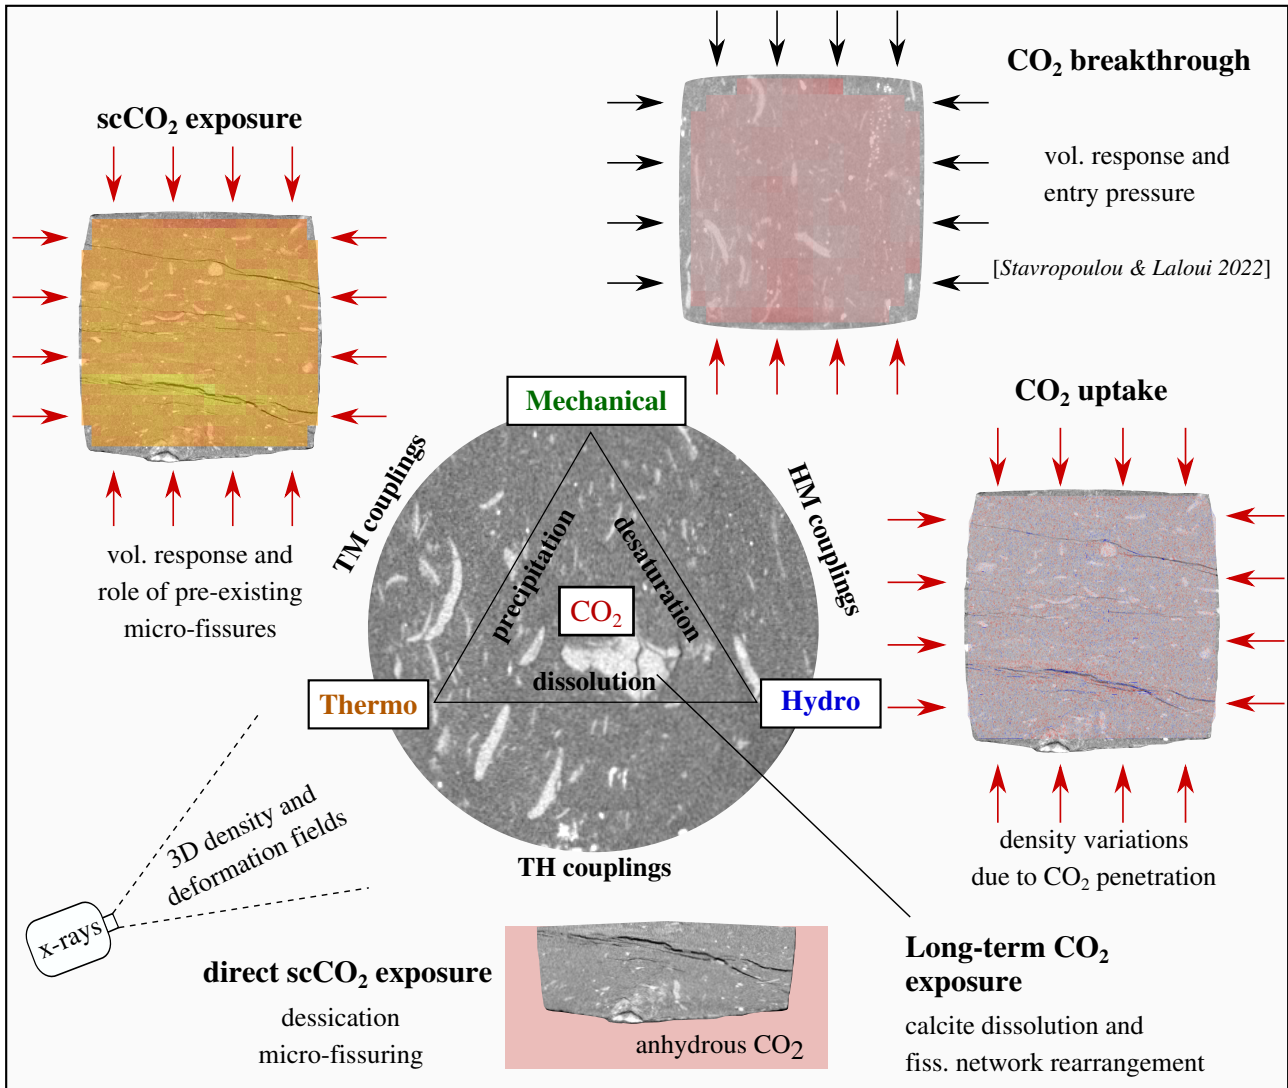 CO₂ breakthrough
vol. response and
entry pressure
[Stavropoulou & Laloui 2022]
scCO₂ exposure
vol. response and
role of pre-existing
micro-fissures
CO₂ uptake
density variations
due to CO₂ penetration
Mechanical
TM couplings
HM couplings
precipitation
desaturation
CO₂
dissolution
Thermo
Hydro
TH couplings
3D density and
deformation fields
x-rays
direct scCO₂ exposure
dessication
micro-fissuring
anhydrous CO₂
Long-term CO₂
exposure
calcite dissolution and
fiss. network rearrangement